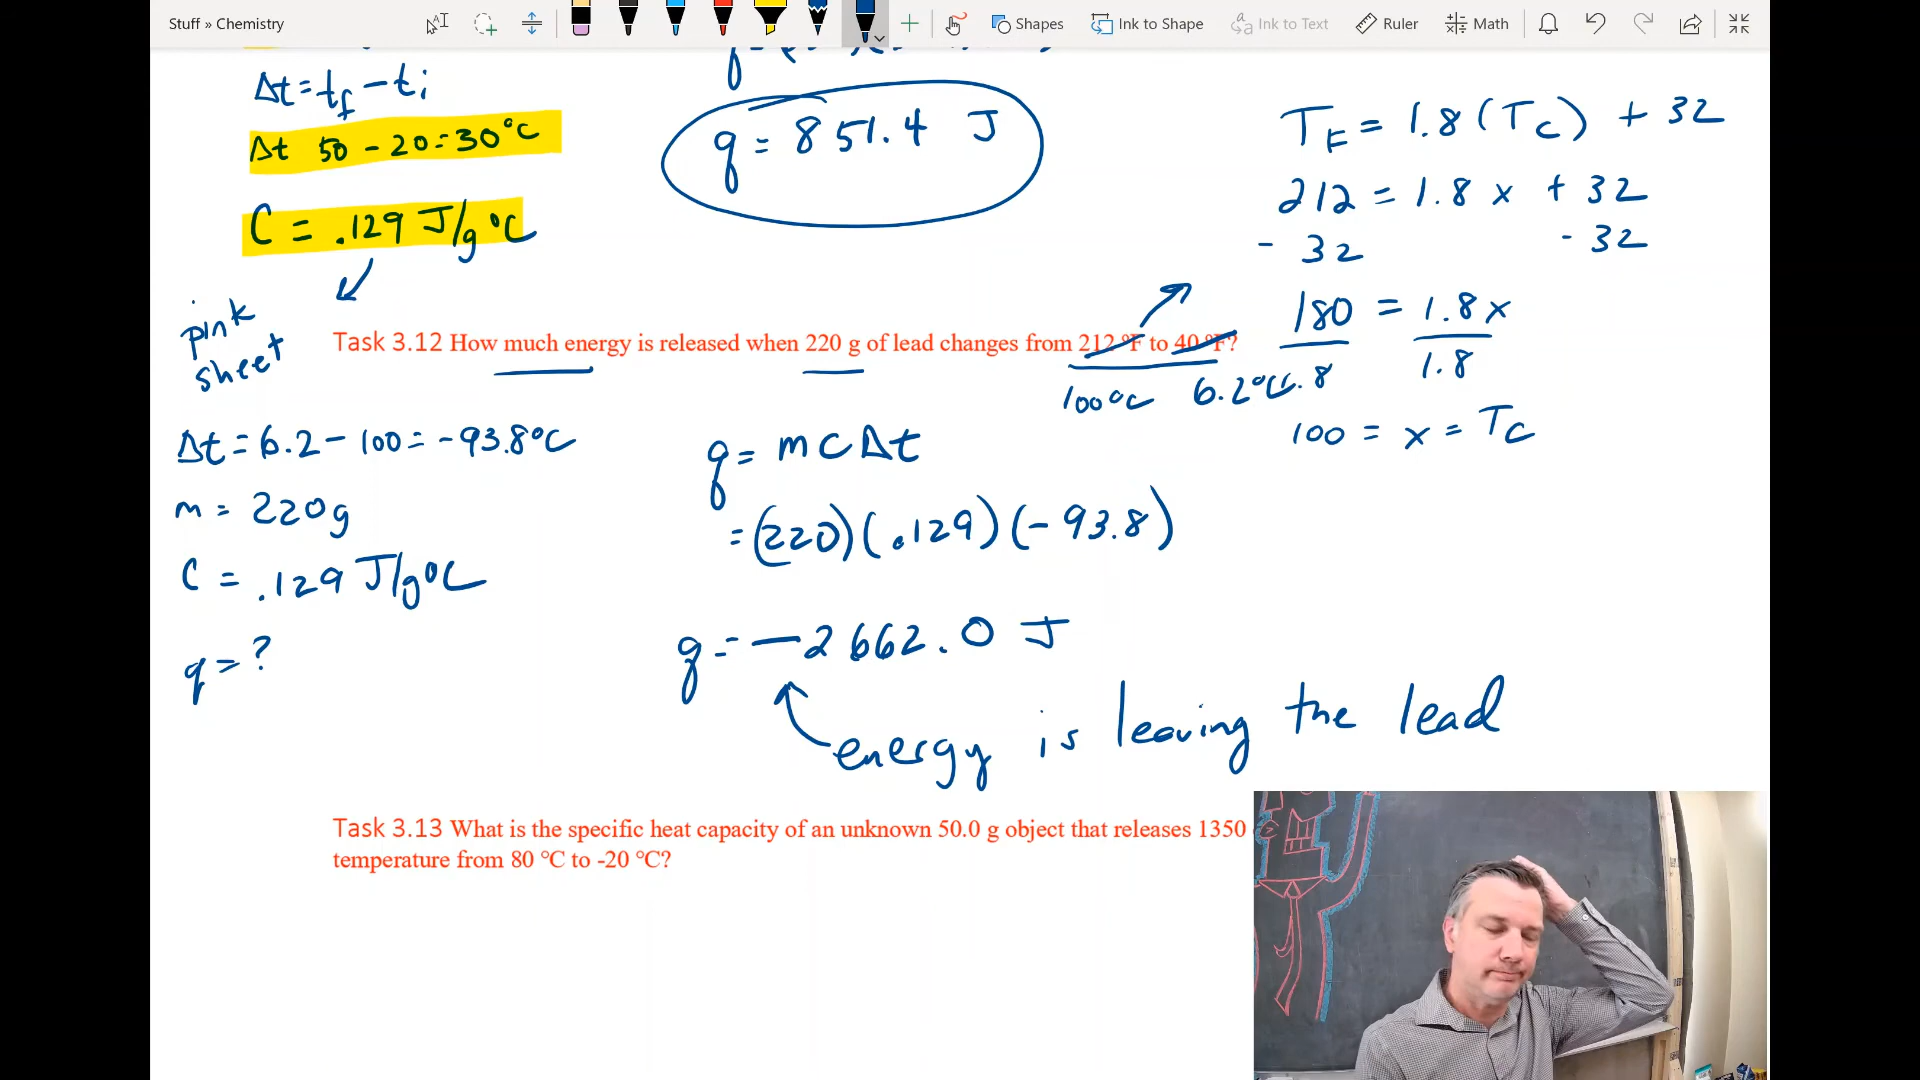 Stuff » Chemistry
Shapes
Ink to Shape
Ink to Text
Ruler
Math
Δt = tf - ti
Δt 50 - 20 = 30°C
C = .129 J/g°C
pink
sheet
q = 851.4 J
TF = 1.8 (TC) + 32
212 = 1.8 x + 32
- 32 - 32
180 = 1.8 x
1.8 1.8
100 = x = TC
Task 3.12 How much energy is released when 220 g of lead changes from 212 °F to 40 °F?
100°C 6.2°C
Δt = 6.2 - 100 = -93.8°C
m = 220g
C = .129 J/g°C
q = ?
q = mCΔt
= (220)(.129)(-93.8)
q = -2662.0 J
energy is leaving the lead
Task 3.13 What is the specific heat capacity of an unknown 50.0 g object that releases 1350
temperature from 80 °C to -20 °C?